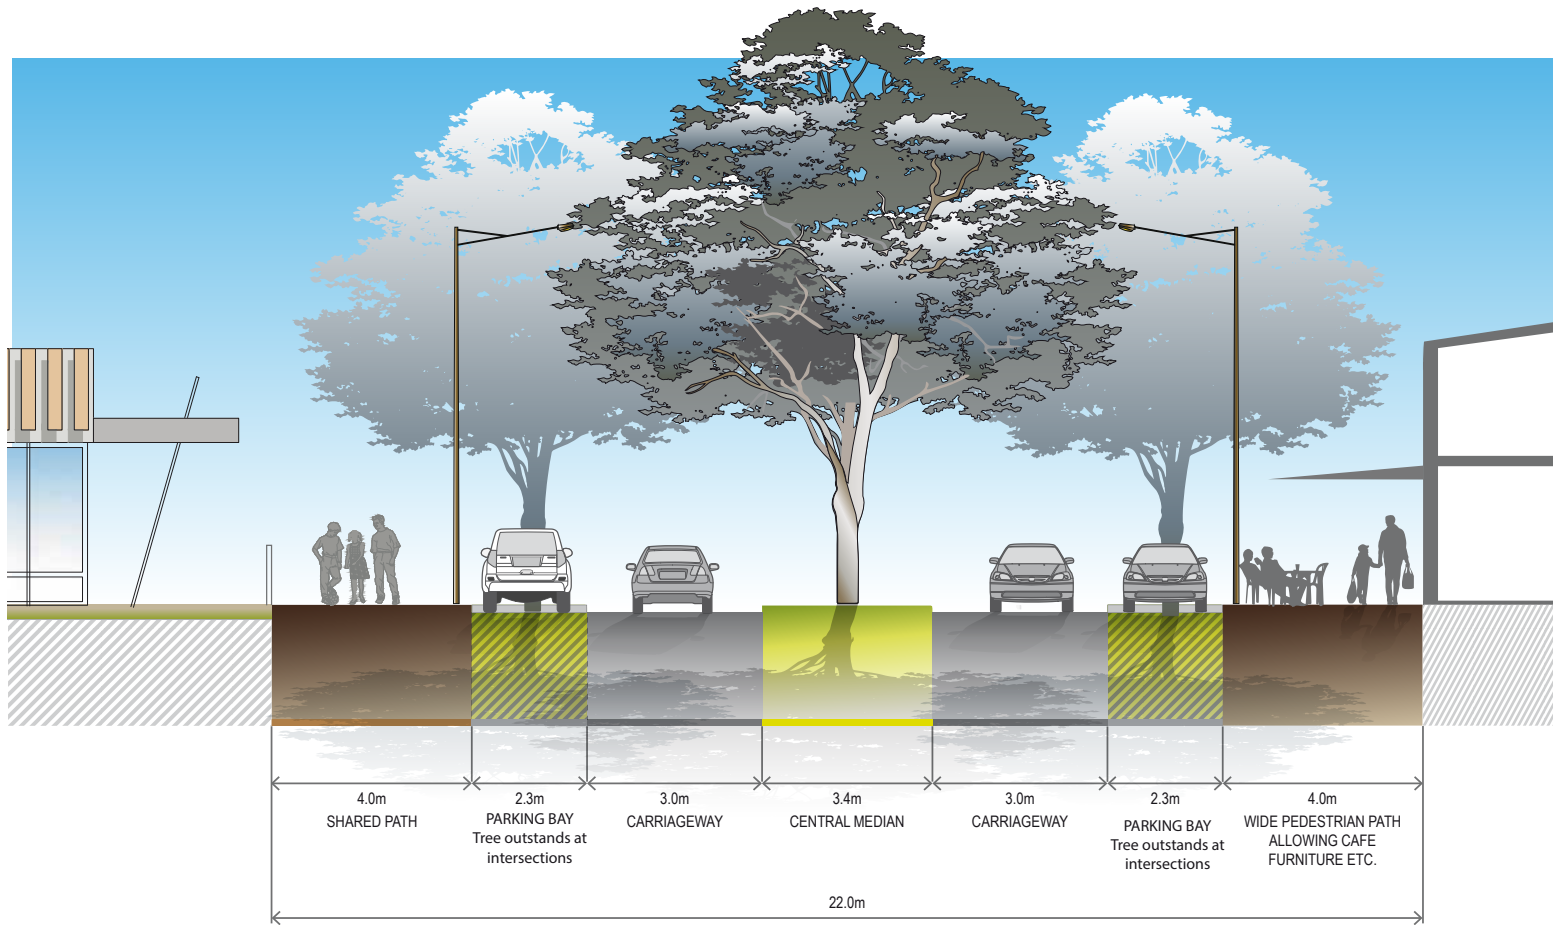 4.0m
SHARED PATH
2.3m
PARKING BAY
Tree outstands at
intersections
3.0m
CARRIAGEWAY
3.4m
CENTRAL MEDIAN
3.0m
CARRIAGEWAY
2.3m
PARKING BAY
Tree outstands at
intersections
4.0m
WIDE PEDESTRIAN PATH
ALLOWING CAFE
FURNITURE ETC.
22.0m